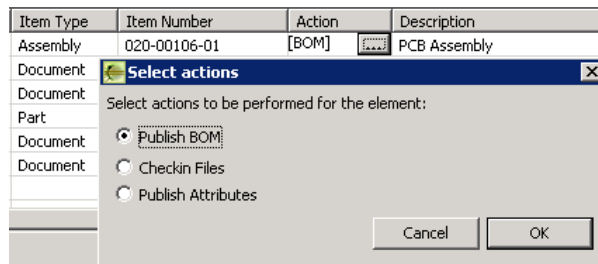 Item Type Item Number Action Description
Assembly 020-00106-01 [BOM] ... PCB Assembly
Document
Document
Part
Document
Document
Select actions
Select actions to be performed for the element:
Publish BOM
Checkin Files
Publish Attributes
Cancel OK